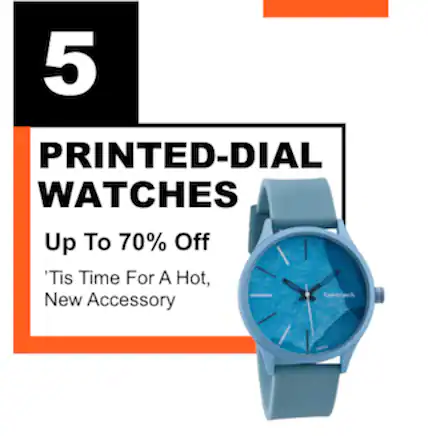 5
PRINTED-DIAL
WATCHES
Up To 70% Off
'Tis Time For A Hot,
New Accessory